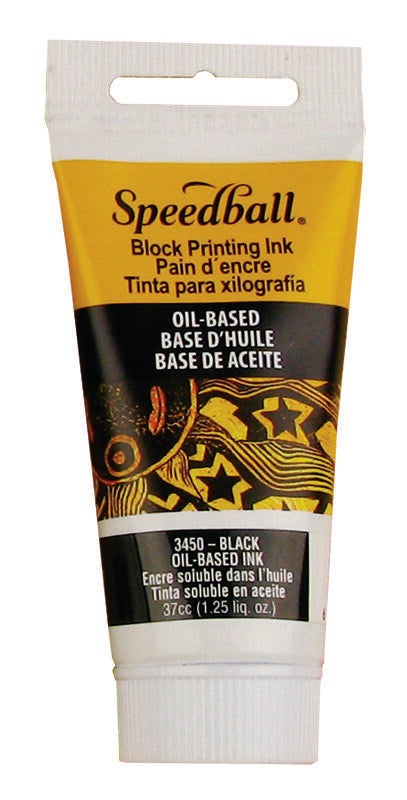 Speedball®
Block Printing Ink
Pain d´encre
Tinta para xilografía
OIL-BASED
BASE D'HUILE
BASE DE ACEITE
3450 – BLACK
OIL-BASED INK
Encre soluble dans l'huile
Tinta soluble en aceite
37cc (1.25 liq. oz.)